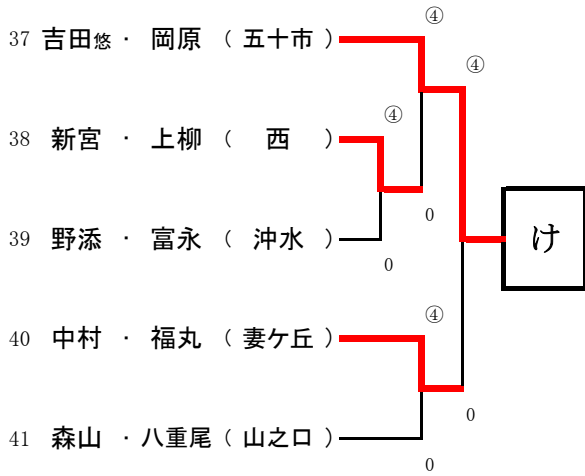 ④
37 吉田悠 ・ 岡原 （ 五十市 ）
④
④
38 新宮 ・ 上柳 （ 西 ）
0
け
39 野添 ・ 富永 （ 沖水 ）
0
④
40 中村 ・ 福丸 （ 妻ケ丘 ）
0
41 森山 ・ 八重尾 （ 山之口 ）
0